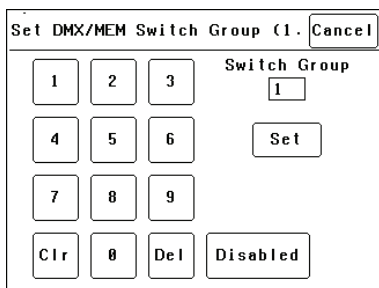 Set DMX/MEM Switch Group (1. Cancel
Switch Group
1 2 3 1
4 5 6 Set
7 8 9
Clr 0 Del Disabled